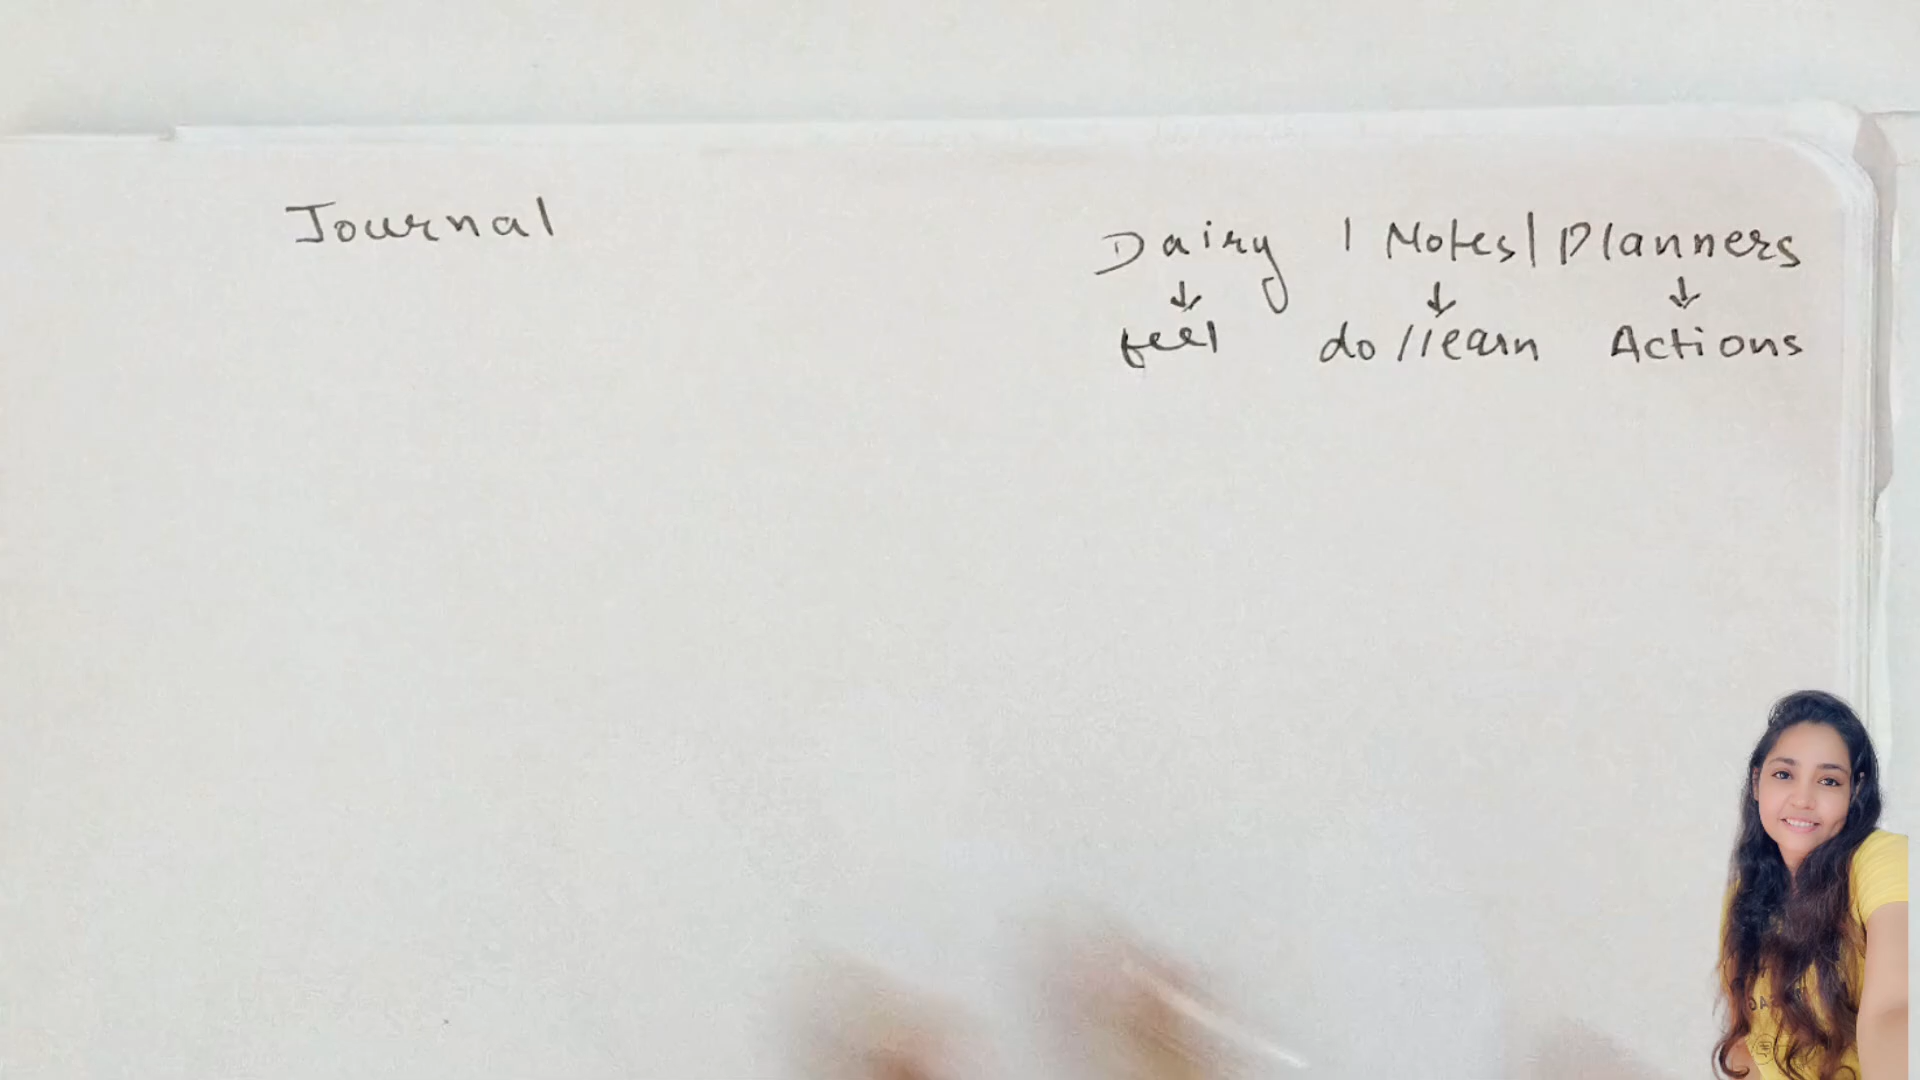 Journal
Dairy | Notes | Planners
↓ ↓ ↓
feel do / learn Actions